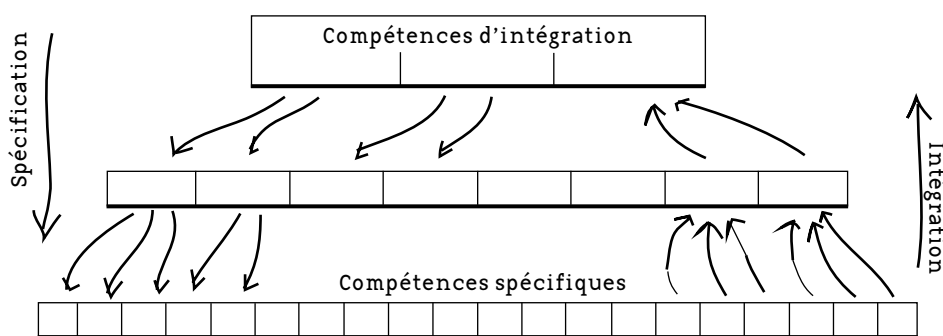 Compétences d'intégration
Spécification
Intégration
Compétences spécifiques